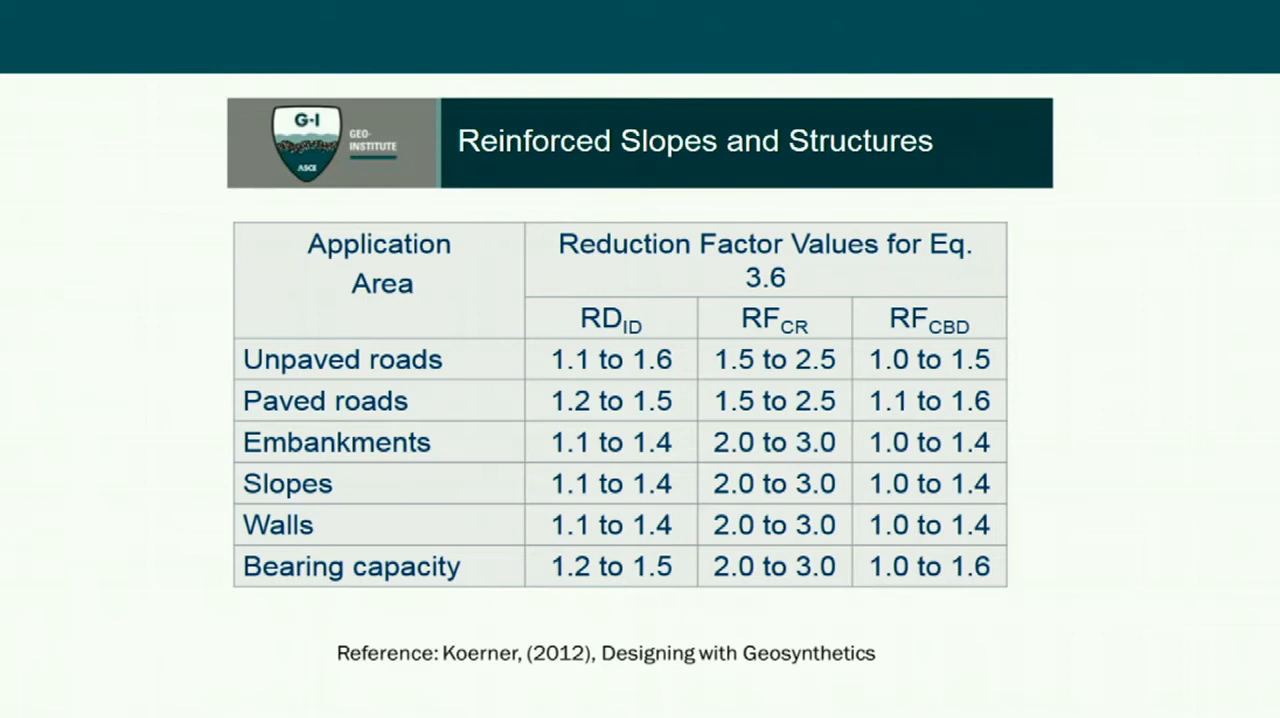 G-I
GEO-
INSTITUTE
ASCE
Reinforced Slopes and Structures
Application
Area
Reduction Factor Values for Eq.
3.6
RD_ID RF_CR RF_CBD
Unpaved roads 1.1 to 1.6 1.5 to 2.5 1.0 to 1.5
Paved roads 1.2 to 1.5 1.5 to 2.5 1.1 to 1.6
Embankments 1.1 to 1.4 2.0 to 3.0 1.0 to 1.4
Slopes 1.1 to 1.4 2.0 to 3.0 1.0 to 1.4
Walls 1.1 to 1.4 2.0 to 3.0 1.0 to 1.4
Bearing capacity 1.2 to 1.5 2.0 to 3.0 1.0 to 1.6
Reference: Koerner, (2012), Designing with Geosynthetics